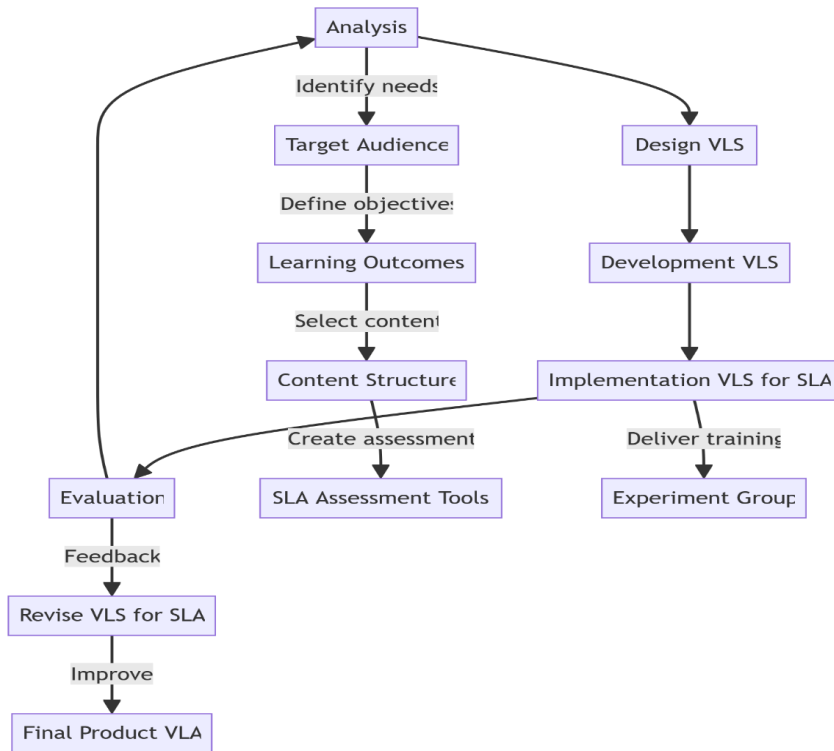 Analysis
Identify needs
Target Audience
Design VLS
Define objectives
Learning Outcomes
Development VLS
Select content
Content Structure
Implementation VLS for SLA
Create assessment
Deliver training
Evaluation
SLA Assessment Tools
Experiment Group
Feedback
Revise VLS for SLA
Improve
Final Product VLA